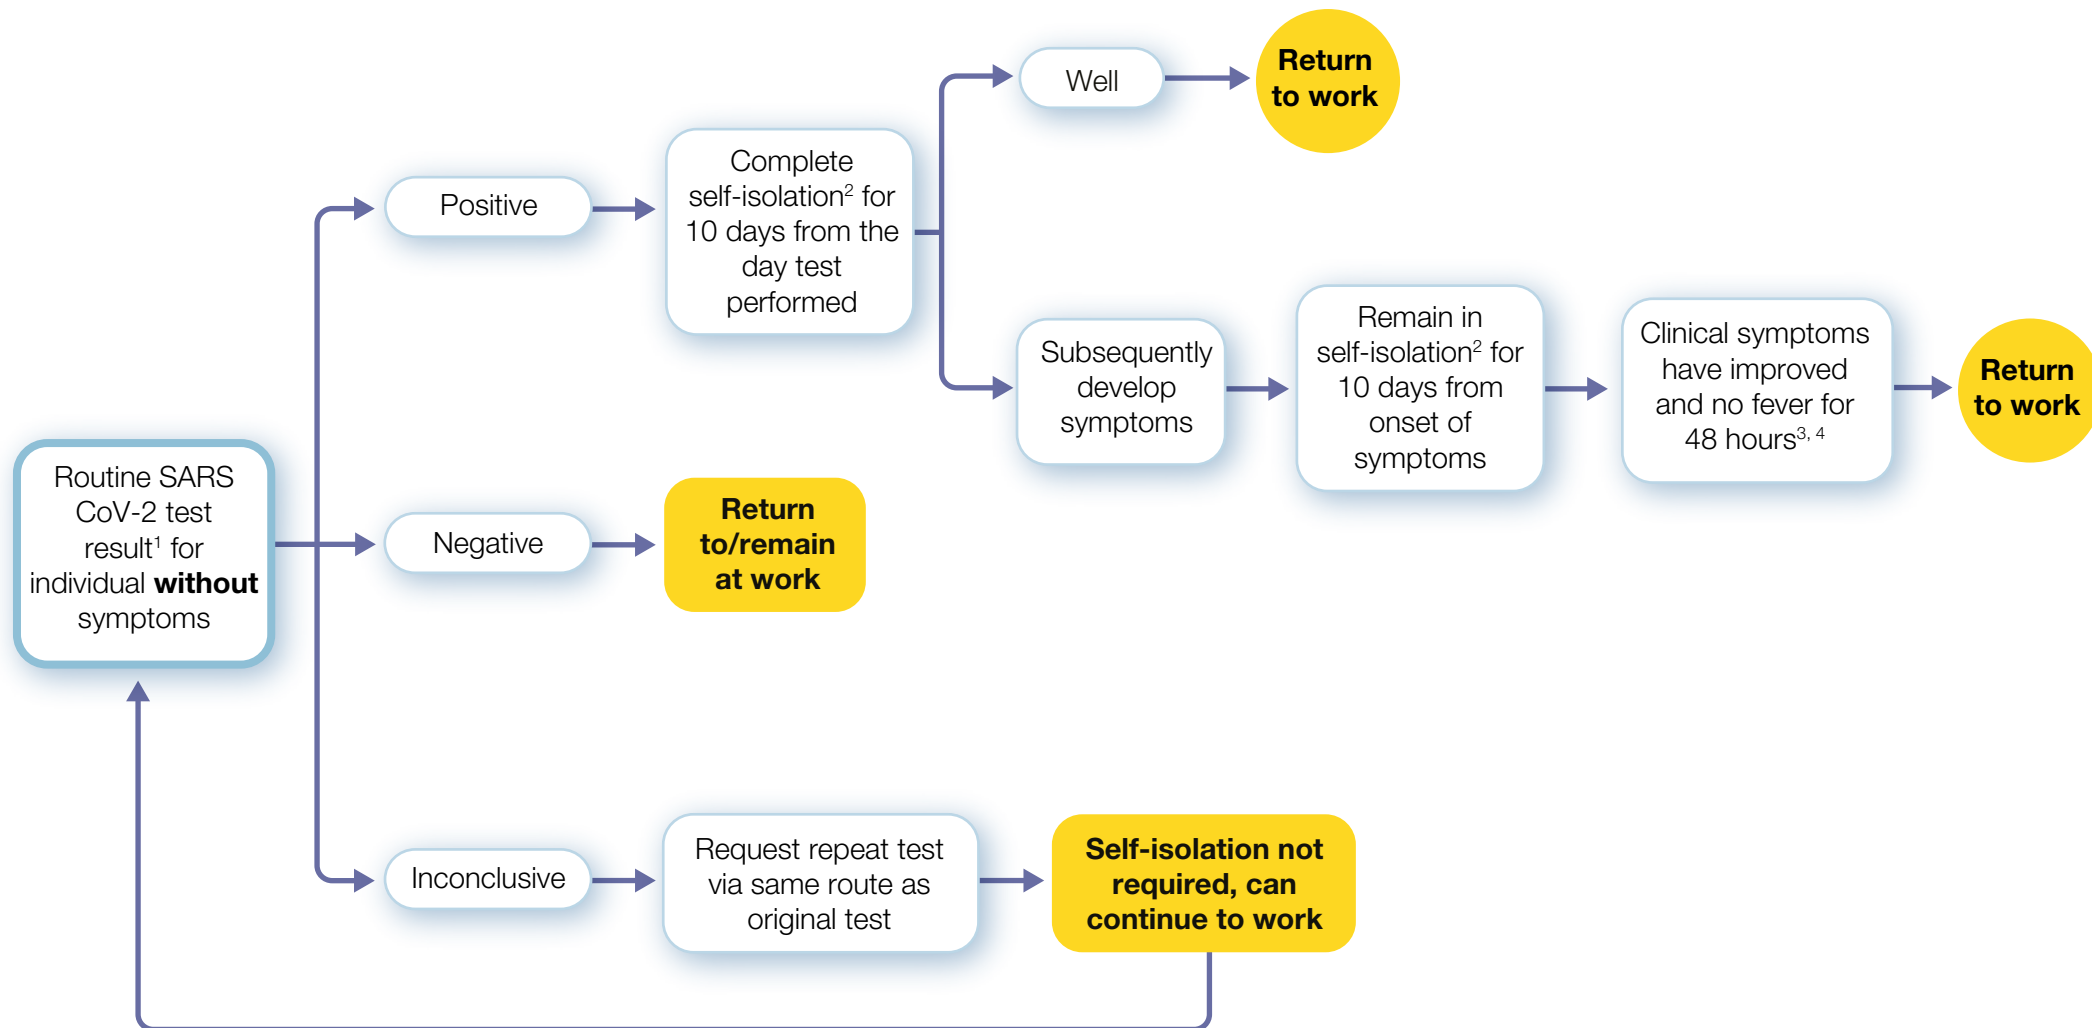 Routine SARS
CoV-2 test
result¹ for
individual without
symptoms
Positive
Complete
self-isolation² for
10 days from the
day test
performed
Well
Return
to work
Subsequently
develop
symptoms
Remain in
self-isolation² for
10 days from
onset of
symptoms
Clinical symptoms
have improved
and no fever for
48 hours³, ⁴
Return
to work
Negative
Return
to/remain
at work
Inconclusive
Request repeat test
via same route as
original test
Self-isolation not
required, can
continue to work